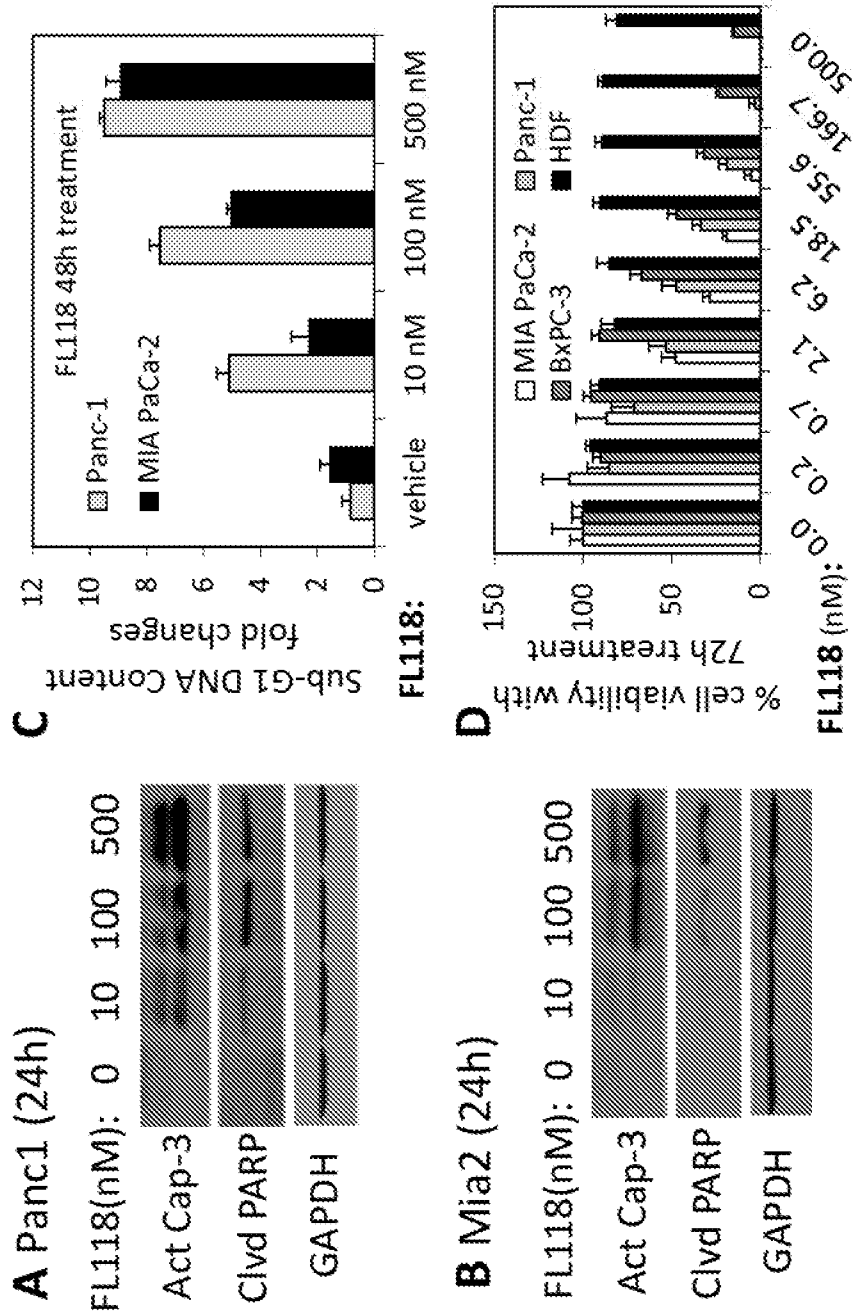 A Panc1 (24h)
FL118(nM): 0 10 100 500
Act Cap-3
Clvd PARP
GAPDH
B Mia2 (24h)
FL118(nM): 0 10 100 500
Act Cap-3
Clvd PARP
GAPDH
C
Sub-G1 DNA Content
fold changes
12
10
8
6
4
2
0
FL118 48h treatment
Panc-1
MIA PaCa-2
FL118: vehicle 10 nM 100 nM 500 nM
D
% cell viability with
72h treatment
150
100
50
0
MIA PaCa-2 Panc-1
BxPC-3 HDF
FL118 (nM): 0.0 0.2 0.7 2.1 6.2 18.5 55.6 166.7 500.0